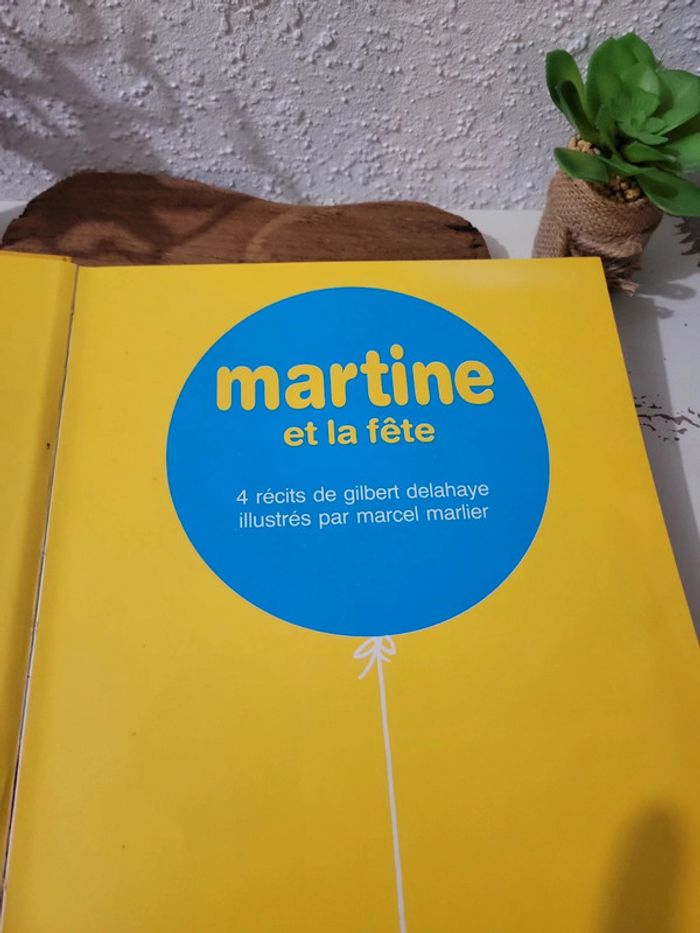 martine
et la fête
4 récits de gilbert delahaye
illustrés par marcel marlier